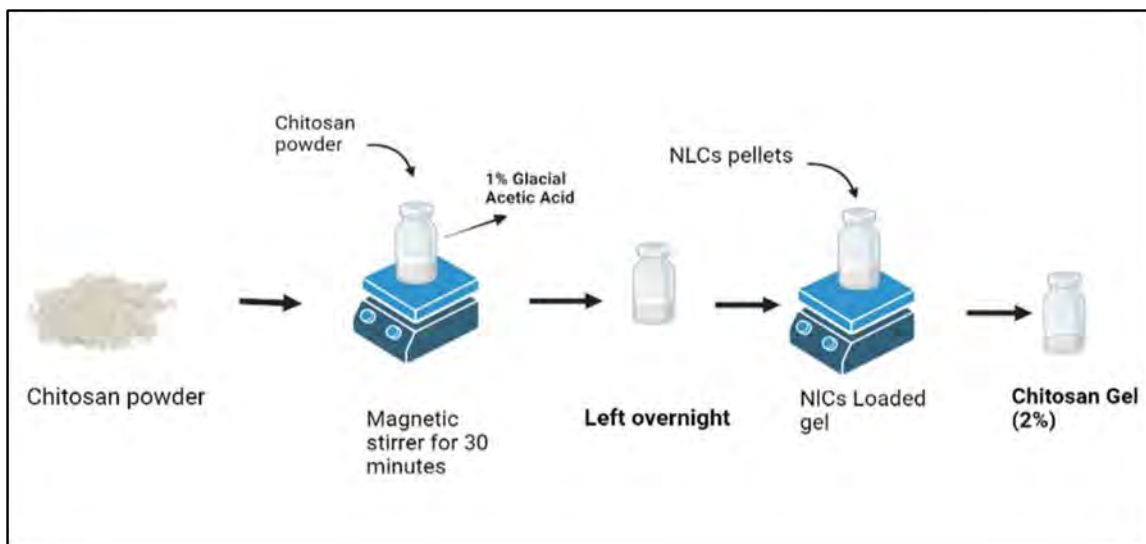 Chitosan
powder
1% Glacial
Acetic Acid
NLCs pellets
Chitosan powder
Magnetic
stirrer for 30
minutes
Left overnight
NICs Loaded
gel
Chitosan Gel
(2%)